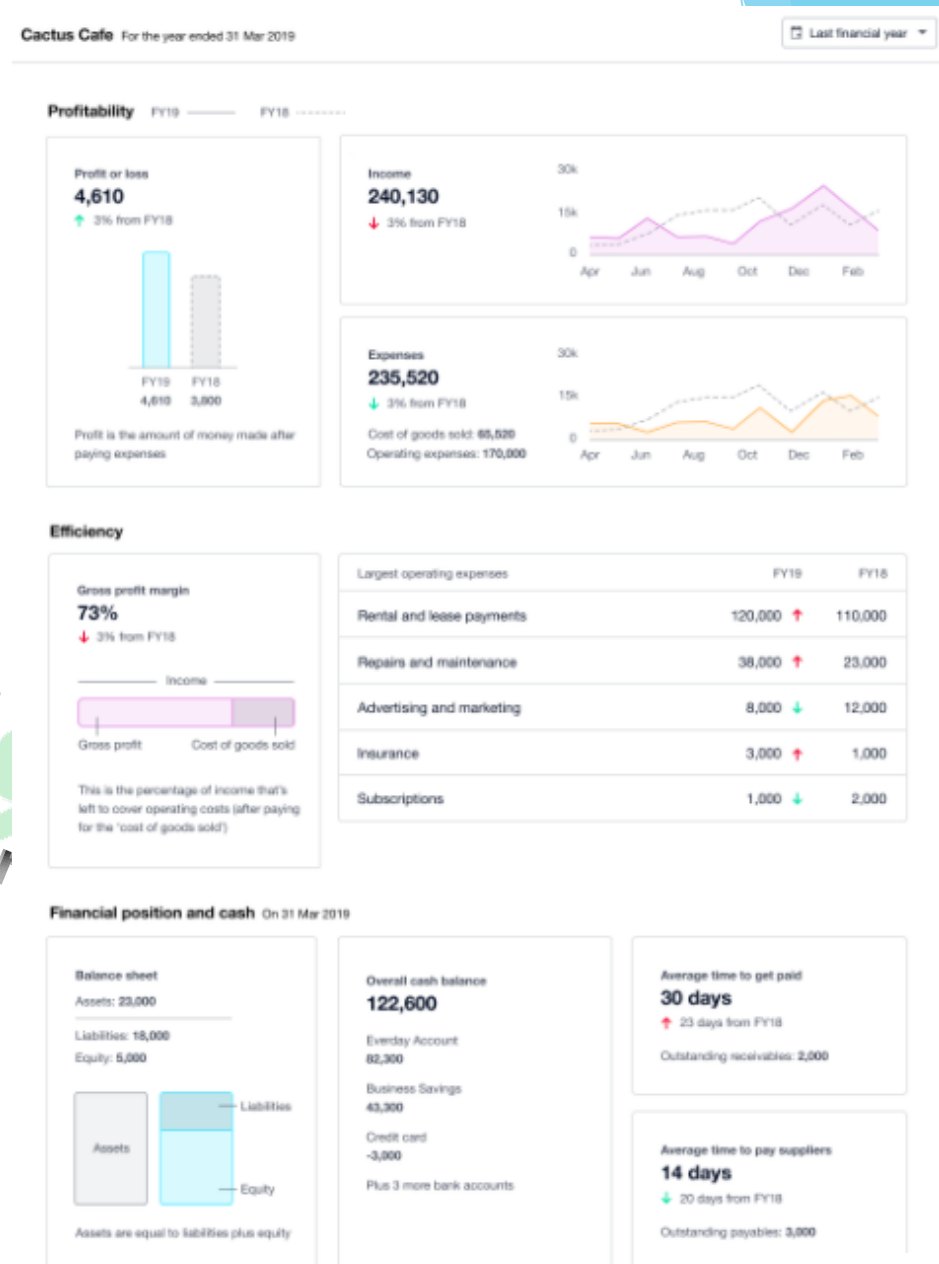 Cactus Cafe For the year ended 31 Mar 2019
Last financial year
Profitability FY19 FY18
Profit or loss
4,610
3% from FY18
FY19 FY18
4,610 3,800
Profit is the amount of money made after
paying expenses
Income
240,130
3% from FY18
30k
15k
0
Apr Jun Aug Oct Dec Feb
Expenses
235,520
3% from FY18
Cost of goods sold: 65,520
Operating expenses: 170,000
30k
15k
0
Apr Jun Aug Oct Dec Feb
Efficiency
Gross profit margin
73%
3% from FY18
Income
Gross profit Cost of goods sold
This is the percentage of income that's
left to cover operating costs (after paying
for the 'cost of goods sold')
Largest operating expenses FY19 FY18
Rental and lease payments 120,000 110,000
Repairs and maintenance 38,000 23,000
Advertising and marketing 8,000 12,000
Insurance 3,000 1,000
Subscriptions 1,000 2,000
Financial position and cash On 31 Mar 2019
Balance sheet
Assets: 23,000
Liabilities: 18,000
Equity: 5,000
Assets
Liabilities
Equity
Assets are equal to liabilities plus equity
Overall cash balance
122,600
Everday Account
82,300
Business Savings
43,300
Credit card
-3,000
Plus 3 more bank accounts
Average time to get paid
30 days
23 days from FY18
Outstanding receivables: 2,000
Average time to pay suppliers
14 days
20 days from FY18
Outstanding payables: 3,000